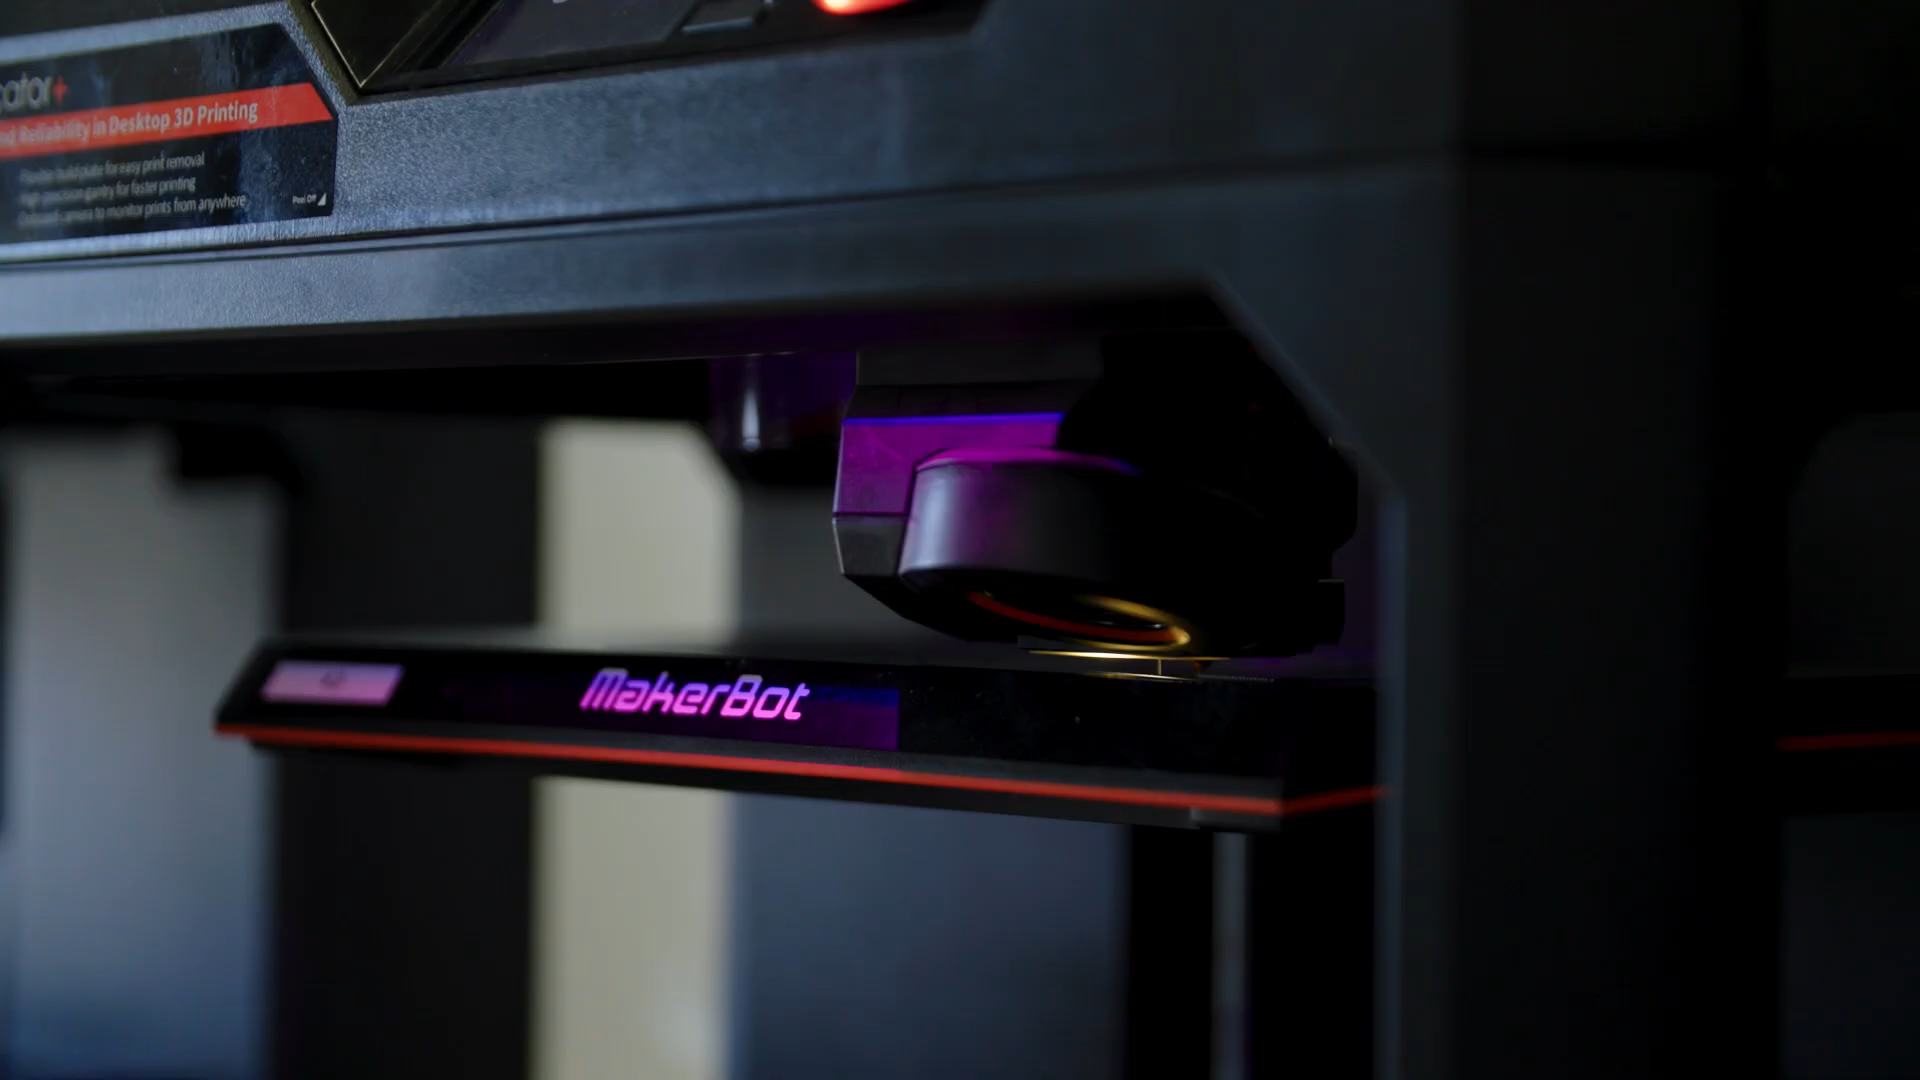 ator+
nd Reliability in Desktop 3D Printing
Flexible build plate for easy print removal
High precision gantry for faster printing
camera to monitor prints from anywhere
Peel Off
MakerBot